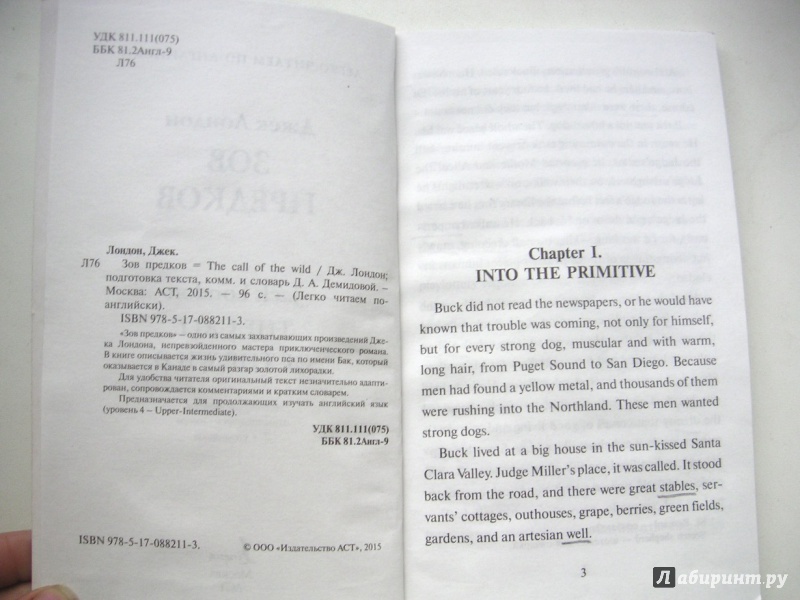 УДК 811.111(075)
ББК 81.2Англ-9
Л76
Лондон, Джек.
Л76 Зов предков = The call of the wild / Дж. Лондон;
подготовка текста, комм. и словарь Д. А. Демидовой. –
Москва: АСТ, 2015. — 96 с. — (Легко читаем по-
английски).
ISBN 978-5-17-088211-3.
«Зов предков» – одно из самых захватывающих произведений Дже-
ка Лондона, непревзойденного мастера приключенческого романа.
В книге описывается жизнь удивительного пса по имени Бак, который
оказывается в Канаде в самый разгар золотой лихорадки.
Для удобства читателя оригинальный текст незначительно адапти-
рован, сопровождается комментариями и кратким словарем.
Предназначается для продолжающих изучать английский язык
(уровень 4 – Upper-Intermediate).
УДК 811.111(075)
ББК 81.2Англ-9
ISBN 978-5-17-088211-3.
© ООО «Издательство АСТ», 2015
Chapter I.
INTO THE PRIMITIVE
Buck did not read the newspapers, or he would have
known that trouble was coming, not only for himself,
but for every strong dog, muscular and with warm,
long hair, from Puget Sound to San Diego. Because
men had found a yellow metal, and thousands of them
were rushing into the Northland. These men wanted
strong dogs.
Buck lived at a big house in the sun-kissed Santa
Clara Valley. Judge Miller's place, it was called. It stood
back from the road, and there were great stables, ser-
vants' cottages, outhouses, grape, berries, green fields,
gardens, and an artesian well.
3
Лабиринт.ру